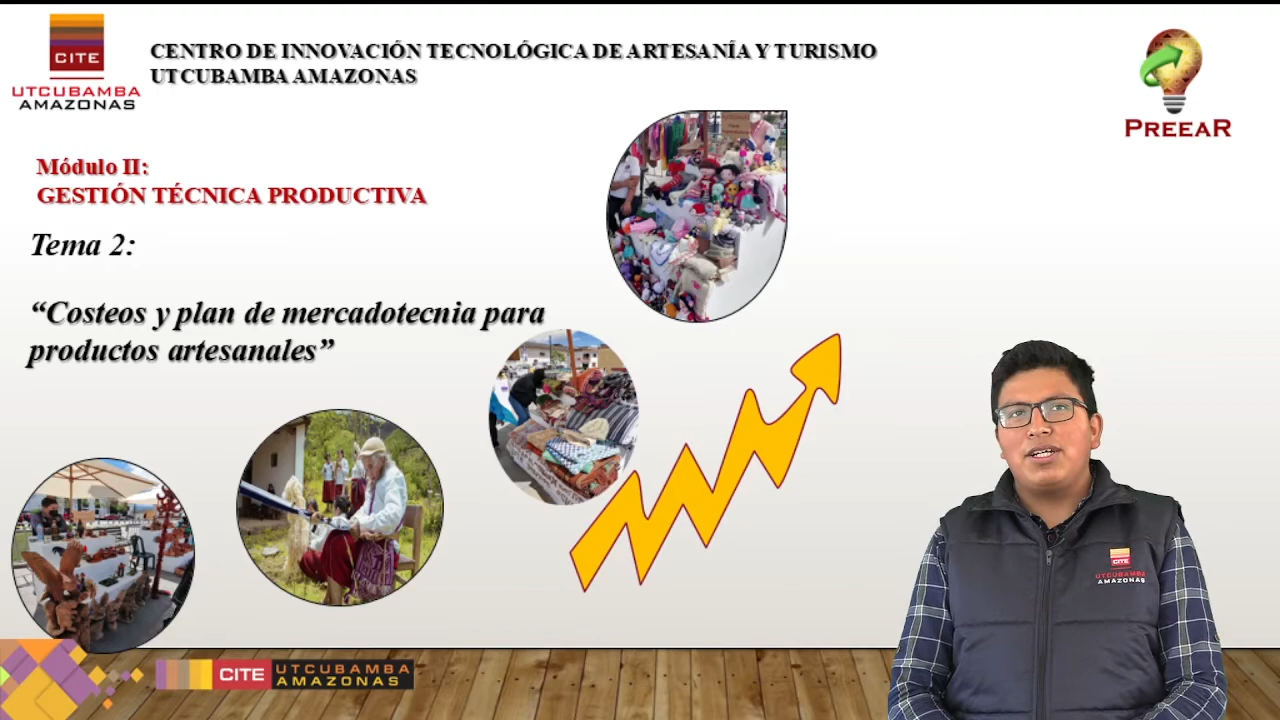 CITE
UTCUBAMBA
AMAZONAS
CENTRO DE INNOVACIÓN TECNOLÓGICA DE ARTESANÍA Y TURISMO
UTCUBAMBA AMAZONAS
PREEAR
Módulo II:
GESTIÓN TÉCNICA PRODUCTIVA
Tema 2:
“Costeos y plan de mercadotecnia para
productos artesanales”
CITE
UTCUBAMBA
AMAZONAS
CITE UTCUBAMBA
AMAZONAS